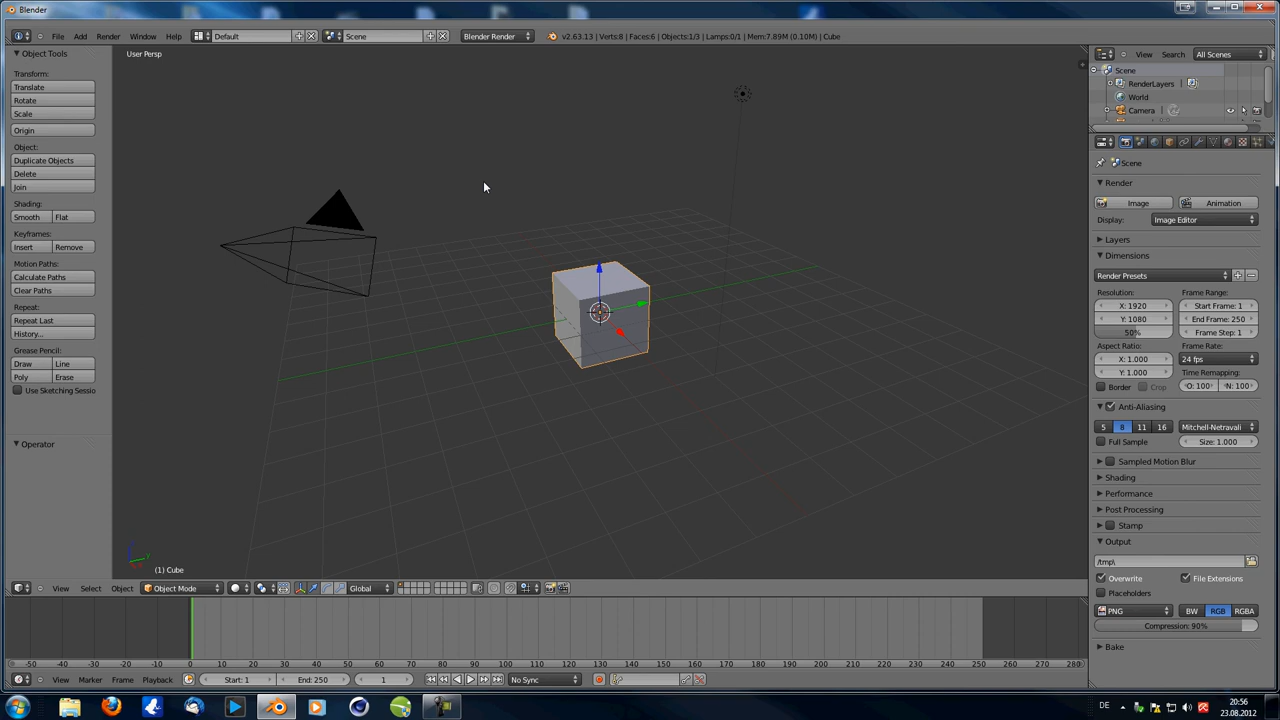 Blender
File Add Render Window Help Default Scene Blender Render v2.63.13 | Verts:8 | Faces:6 | Objects:1/3 | Lamps:0/1 | Mem:7.89M (0.10M) | Cube
Object Tools
Transform:
Translate
Rotate
Scale
Origin
Object:
Duplicate Objects
Delete
Join
Shading:
Smooth Flat
Keyframes:
Insert Remove
Motion Paths:
Calculate Paths
Clear Paths
Repeat:
Repeat Last
History...
Grease Pencil:
Draw Line
Poly Erase
Use Sketching Sessio
Operator
User Persp
(1) Cube
View Search All Scenes
Scene
RenderLayers
World
Camera
Scene
Render
Image Animation
Display: Image Editor
Layers
Dimensions
Render Presets
Resolution: Frame Range:
X: 1920 Start Frame: 1
Y: 1080 End Frame: 250
50% Frame Step: 1
Aspect Ratio: Frame Rate:
X: 1.000 24 fps
Y: 1.000 Time Remapping:
Border Crop O: 100 N: 100
Anti-Aliasing
5 8 11 16 Mitchell-Netravali
Full Sample Size: 1.000
Sampled Motion Blur
Shading
Performance
Post Processing
Stamp
Output
/tmp\
Overwrite File Extensions
Placeholders
PNG BW RGB RGBA
Compression: 90%
Bake
View Select Object Object Mode Global
-50 -40 -30 -20 -10 0 10 20 30 40 50 60 70 80 90 100 110 120 130 140 150 160 170 180 190 200 210 220 230 240 250 260 270 280
View Marker Frame Playback Start: 1 End: 250 1 No Sync
DE
20:56
23.08.2012